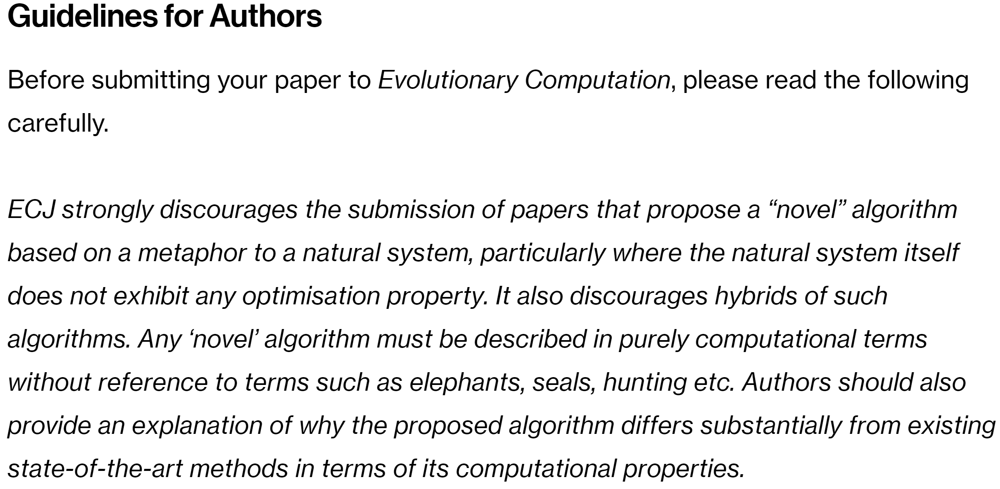 Guidelines for Authors
Before submitting your paper to Evolutionary Computation, please read the following
carefully.
ECJ strongly discourages the submission of papers that propose a “novel” algorithm
based on a metaphor to a natural system, particularly where the natural system itself
does not exhibit any optimisation property. It also discourages hybrids of such
algorithms. Any ‘novel’ algorithm must be described in purely computational terms
without reference to terms such as elephants, seals, hunting etc. Authors should also
provide an explanation of why the proposed algorithm differs substantially from existing
state-of-the-art methods in terms of its computational properties.